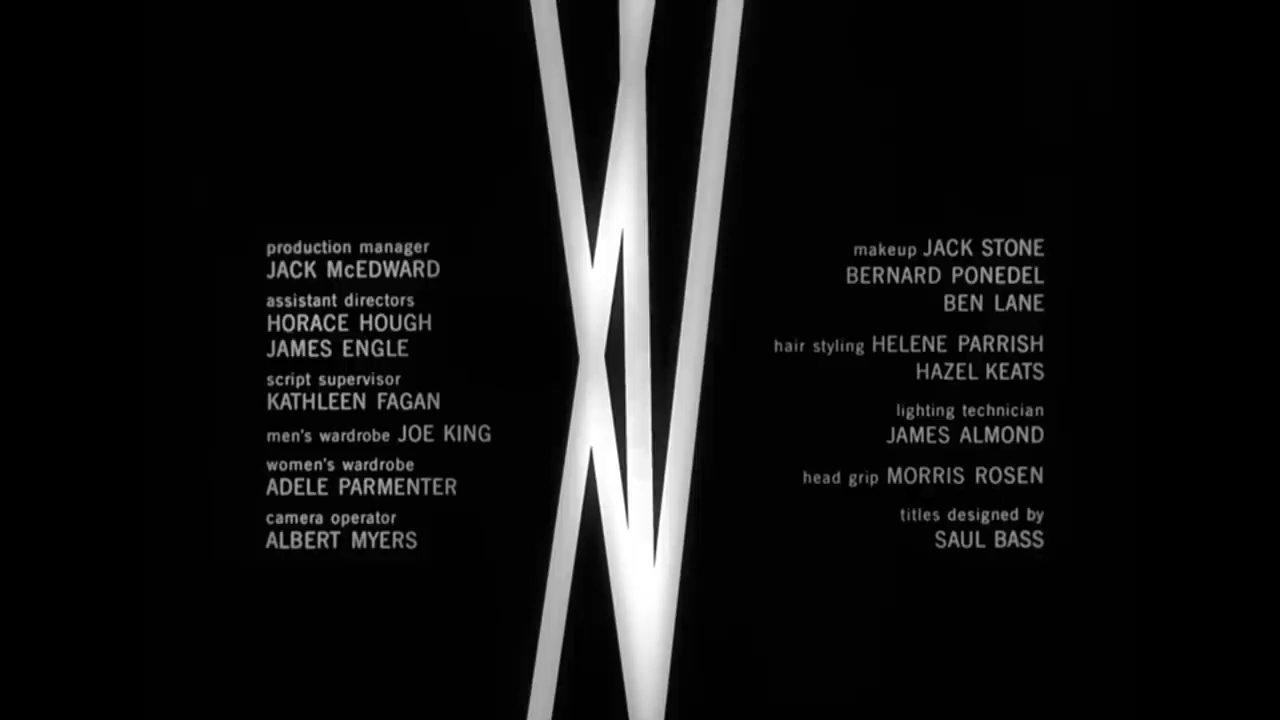 production manager
JACK McEDWARD
assistant directors
HORACE HOUGH
JAMES ENGLE
script supervisor
KATHLEEN FAGAN
men's wardrobe JOE KING
women's wardrobe
ADELE PARMENTER
camera operator
ALBERT MYERS
makeup JACK STONE
BERNARD PONEDEL
BEN LANE
hair styling HELENE PARRISH
HAZEL KEATS
lighting technician
JAMES ALMOND
head grip MORRIS ROSEN
titles designed by
SAUL BASS